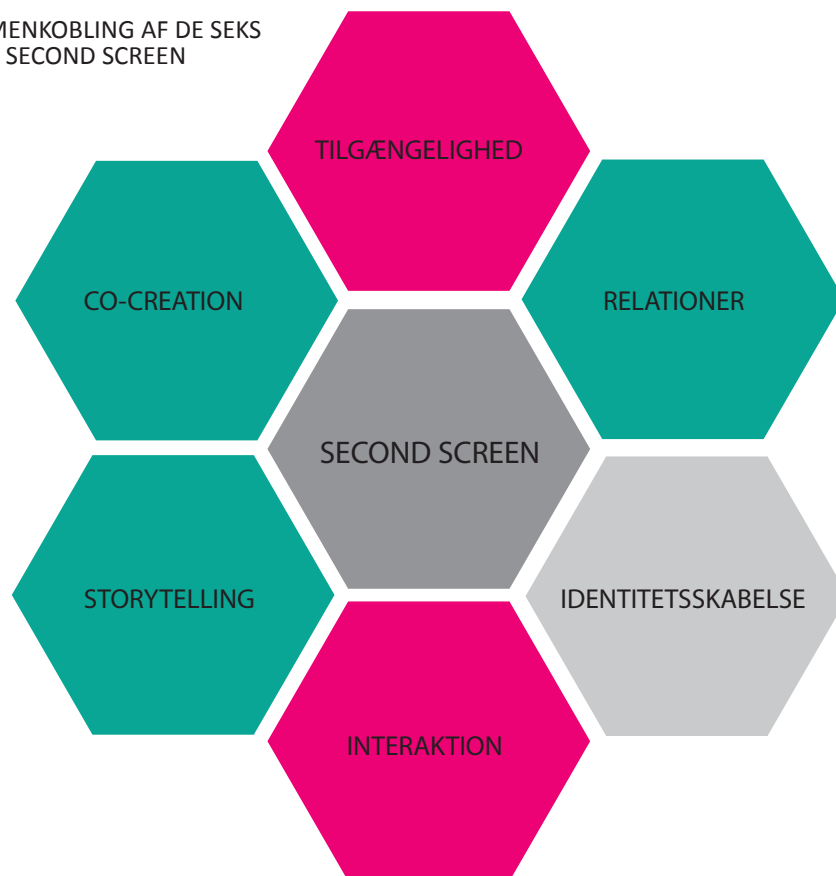 MENKOBLING AF DE SEKS
SECOND SCREEN
TILGÆNGELIGHED
CO-CREATION
RELATIONER
SECOND SCREEN
STORYTELLING
IDENTITETSSKABELSE
INTERAKTION